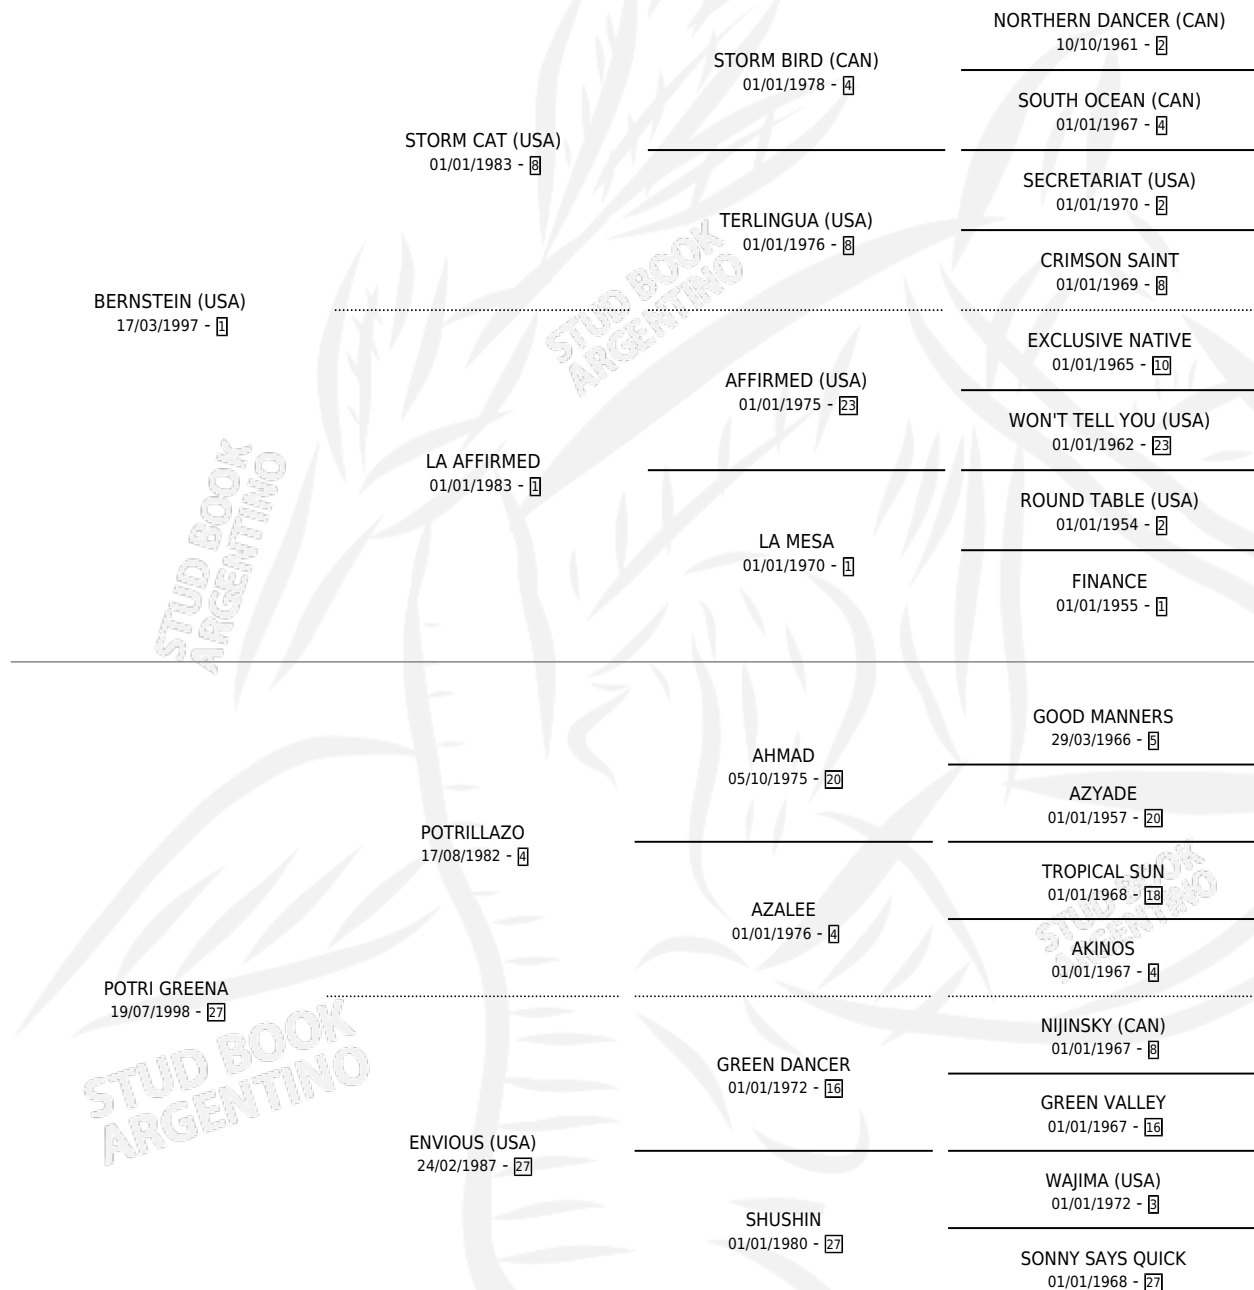 NORTHERN DANCER (CAN)
10/10/1961 - 2
STORM BIRD (CAN)
01/01/1978 - 4
SOUTH OCEAN (CAN)
01/01/1967 - 4
STORM CAT (USA)
01/01/1983 - 8
SECRETARIAT (USA)
01/01/1970 - 2
TERLINGUA (USA)
01/01/1976 - 8
CRIMSON SAINT
01/01/1969 - 8
BERNSTEIN (USA)
17/03/1997 - 1
EXCLUSIVE NATIVE
01/01/1965 - 10
AFFIRMED (USA)
01/01/1975 - 23
WON'T TELL YOU (USA)
01/01/1962 - 23
LA AFFIRMED
01/01/1983 - 1
ROUND TABLE (USA)
01/01/1954 - 2
LA MESA
01/01/1970 - 1
FINANCE
01/01/1955 - 1
GOOD MANNERS
29/03/1966 - 5
AHMAD
05/10/1975 - 20
AZYADE
01/01/1957 - 20
POTRILLAZO
17/08/1982 - 4
TROPICAL SUN
01/01/1968 - 18
AZALEE
01/01/1976 - 4
AKINOS
01/01/1967 - 4
POTRI GREENA
19/07/1998 - 27
NIJINSKY (CAN)
01/01/1967 - 8
GREEN DANCER
01/01/1972 - 16
GREEN VALLEY
01/01/1967 - 16
ENVIOUS (USA)
24/02/1987 - 27
WAJIMA (USA)
01/01/1972 - 3
SHUSHIN
01/01/1980 - 27
SONNY SAYS QUICK
01/01/1968 - 27
STUD BOOK
ARGENTINO
STUD BOOK
ARGENTINO
STUD BOOK
ARGENTINO
STUD BOOK
ARGENTINO